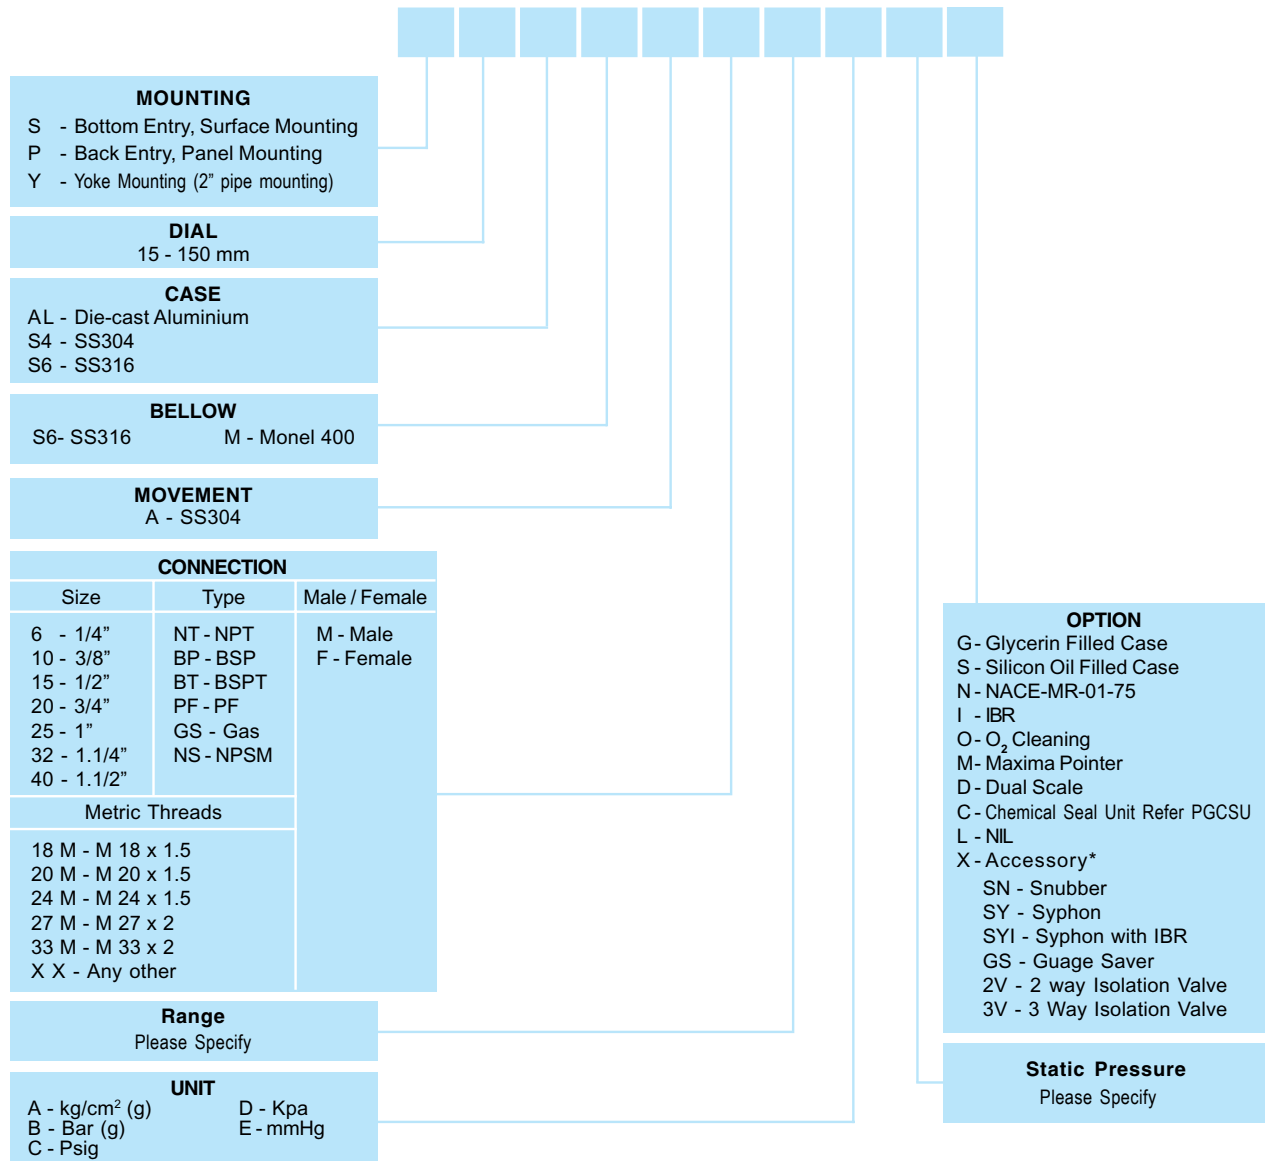 MOUNTING
S - Bottom Entry, Surface Mounting
P - Back Entry, Panel Mounting
Y - Yoke Mounting (2” pipe mounting)
DIAL
15 - 150 mm
CASE
AL - Die-cast Aluminium
S4 - SS304
S6 - SS316
BELLOW
S6- SS316 M - Monel 400
MOVEMENT
A - SS304
CONNECTION
Size Type Male / Female
6 - 1/4” NT - NPT M - Male
10 - 3/8” BP - BSP F - Female
15 - 1/2” BT - BSPT
20 - 3/4” PF - PF
25 - 1” GS - Gas
32 - 1.1/4” NS - NPSM
40 - 1.1/2”
Metric Threads
18 M - M 18 x 1.5
20 M - M 20 x 1.5
24 M - M 24 x 1.5
27 M - M 27 x 2
33 M - M 33 x 2
X X - Any other
Range
Please Specify
UNIT
A - kg/cm² (g) D - Kpa
B - Bar (g) E - mmHg
C - Psig
OPTION
G - Glycerin Filled Case
S - Silicon Oil Filled Case
N - NACE-MR-01-75
I - IBR
O - O₂ Cleaning
M - Maxima Pointer
D - Dual Scale
C - Chemical Seal Unit Refer PGCSU
L - NIL
X - Accessory*
SN - Snubber
SY - Syphon
SYI - Syphon with IBR
GS - Guage Saver
2V - 2 way Isolation Valve
3V - 3 Way Isolation Valve
Static Pressure
Please Specify